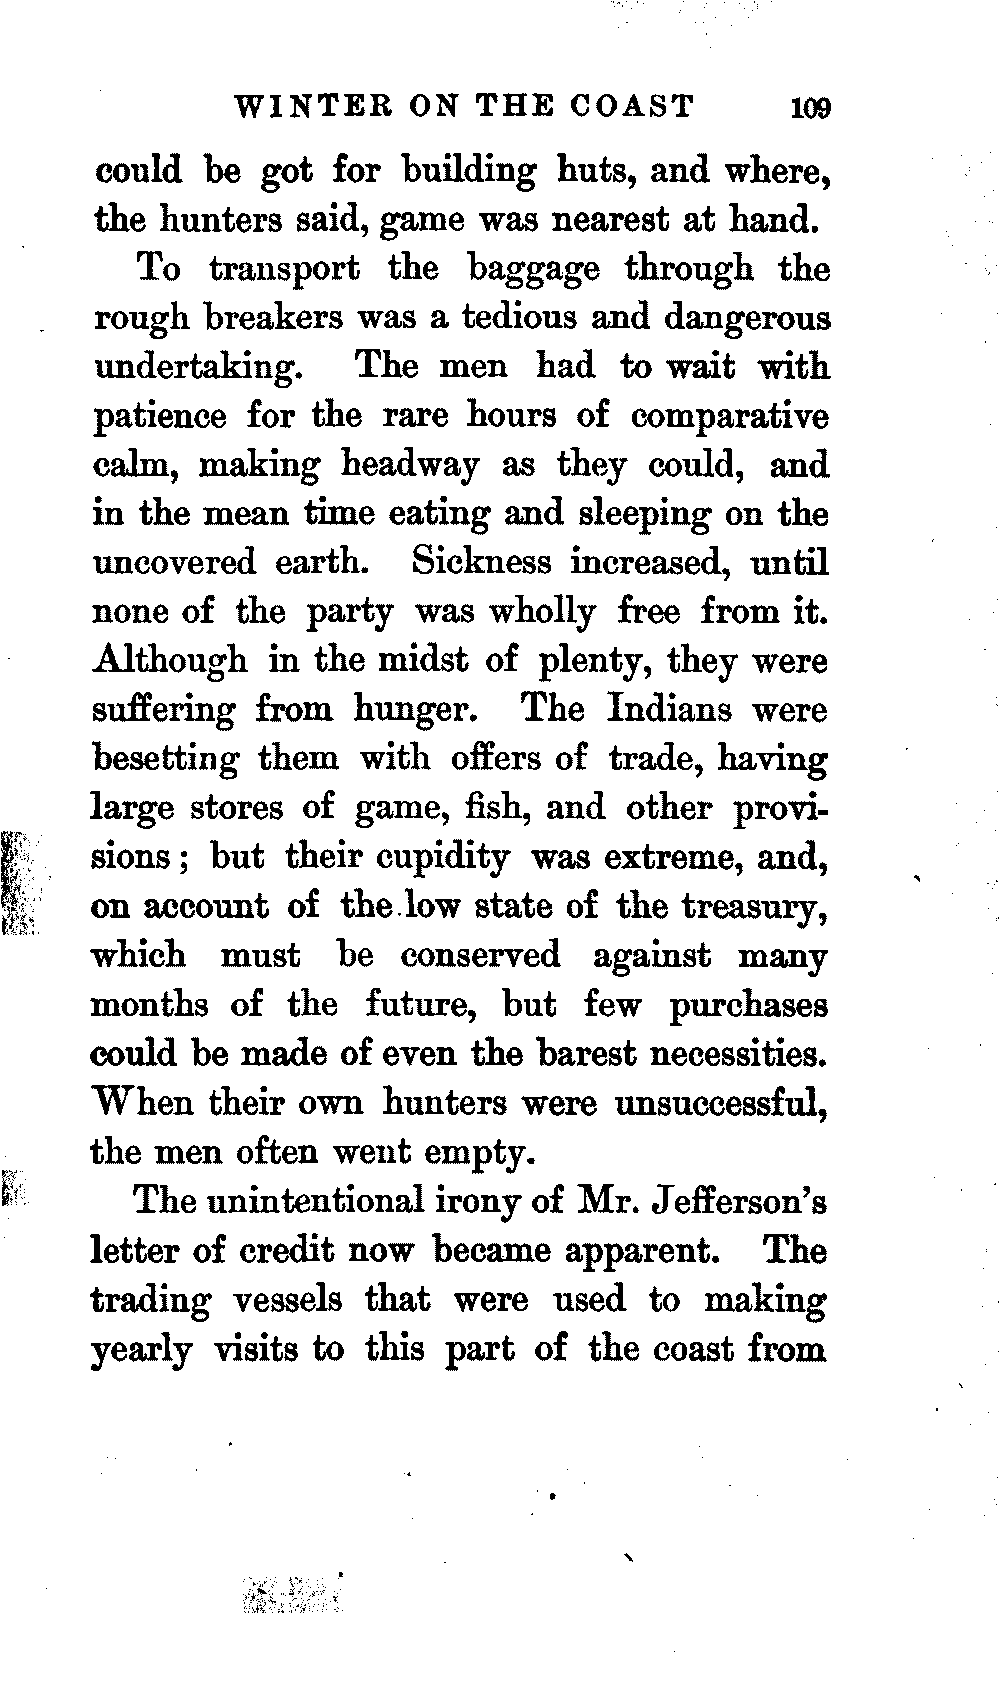 WINTER ON THE COAST 109
could be got for building huts, and where,
the hunters said, game was nearest at hand.
To transport the baggage through the
rough breakers was a tedious and dangerous
undertaking. The men had to wait with
patience for the rare hours of comparative
calm, making headway as they could, and
in the mean time eating and sleeping on the
uncovered earth. Sickness increased, until
none of the party was wholly free from it.
Although in the midst of plenty, they were
suffering from hunger. The Indians were
besetting them with offers of trade, having
large stores of game, fish, and other provi-
sions; but their cupidity was extreme, and,
on account of the low state of the treasury,
which must be conserved against many
months of the future, but few purchases
could be made of even the barest necessities.
When their own hunters were unsuccessful,
the men often went empty.
The unintentional irony of Mr. Jefferson's
letter of credit now became apparent. The
trading vessels that were used to making
yearly visits to this part of the coast from